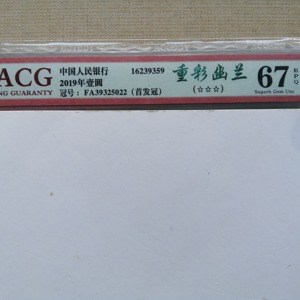 ACG 中国人民银行 16239359 重彩幽兰 67 EPQ
NG GUARANTY 2019年壹圆 (☆☆☆)
冠号: FA39325022 (首发冠) Superb Gem Unc